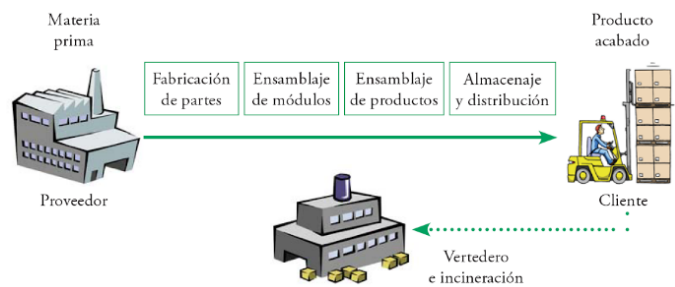 Materia
prima
Producto
acabado
Fabricación
de partes
Ensamblaje
de módulos
Ensamblaje
de productos
Almacenaje
y distribución
Proveedor
Cliente
Vertedero
e incineración